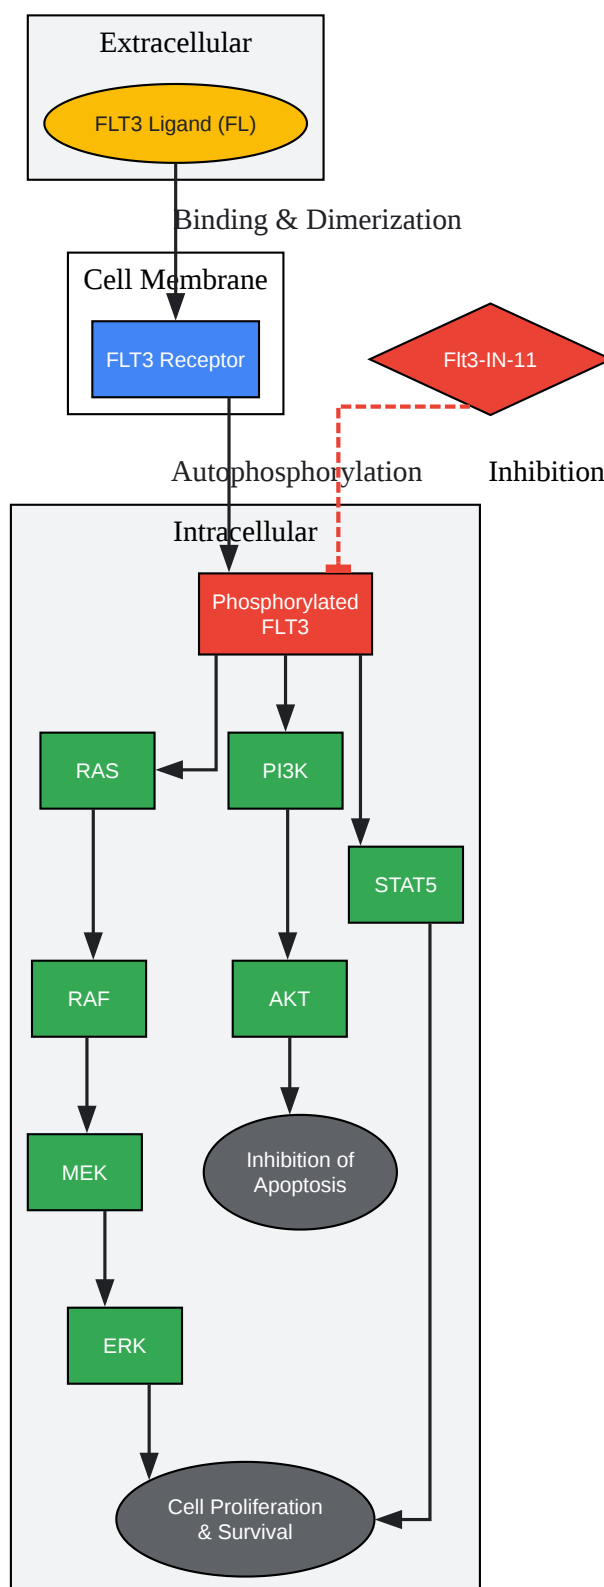 Extracellular
FLT3 Ligand (FL)
Binding & Dimerization
Cell Membrane
FLT3 Receptor
Flt3-IN-11
Autophosphorylation
Inhibition
Intracellular
Phosphorylated
FLT3
RAS
PI3K
STAT5
RAF
AKT
MEK
Inhibition of
Apoptosis
ERK
Cell Proliferation
& Survival